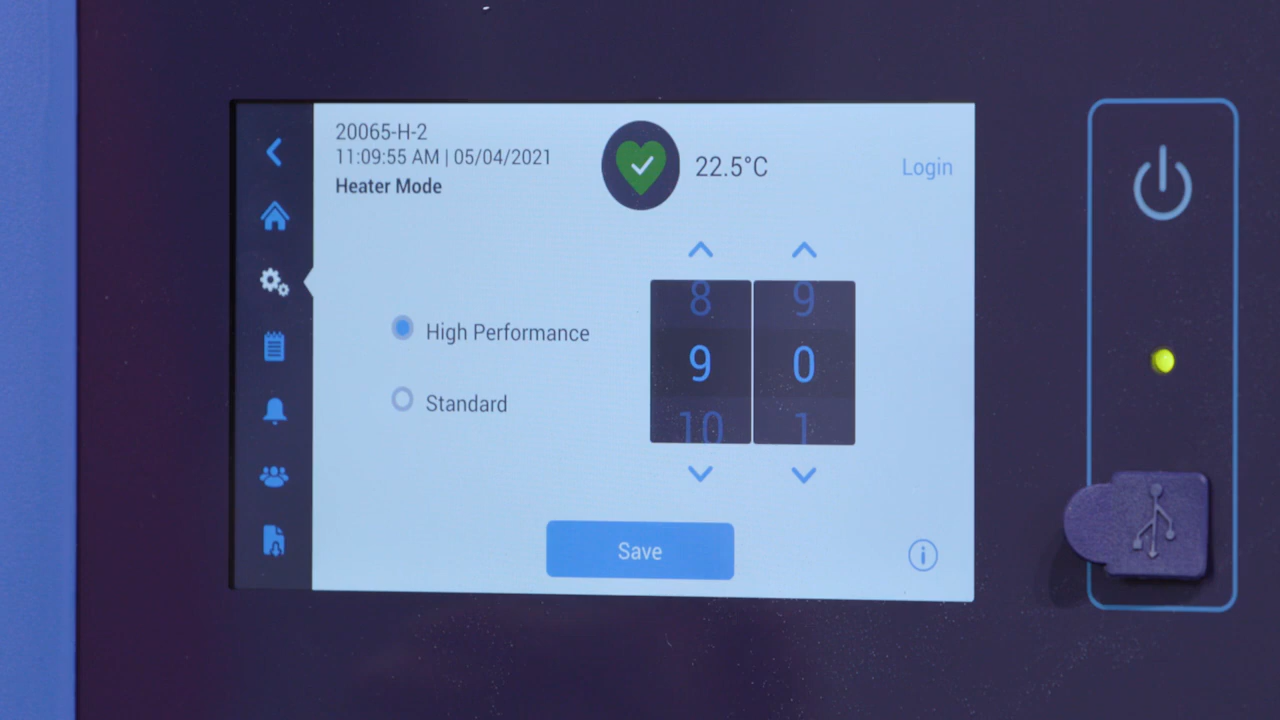 20065-H-2
11:09:55 AM | 05/04/2021
Heater Mode
22.5°C
Login
High Performance
Standard
8 9
9 0
10 1
Save
i